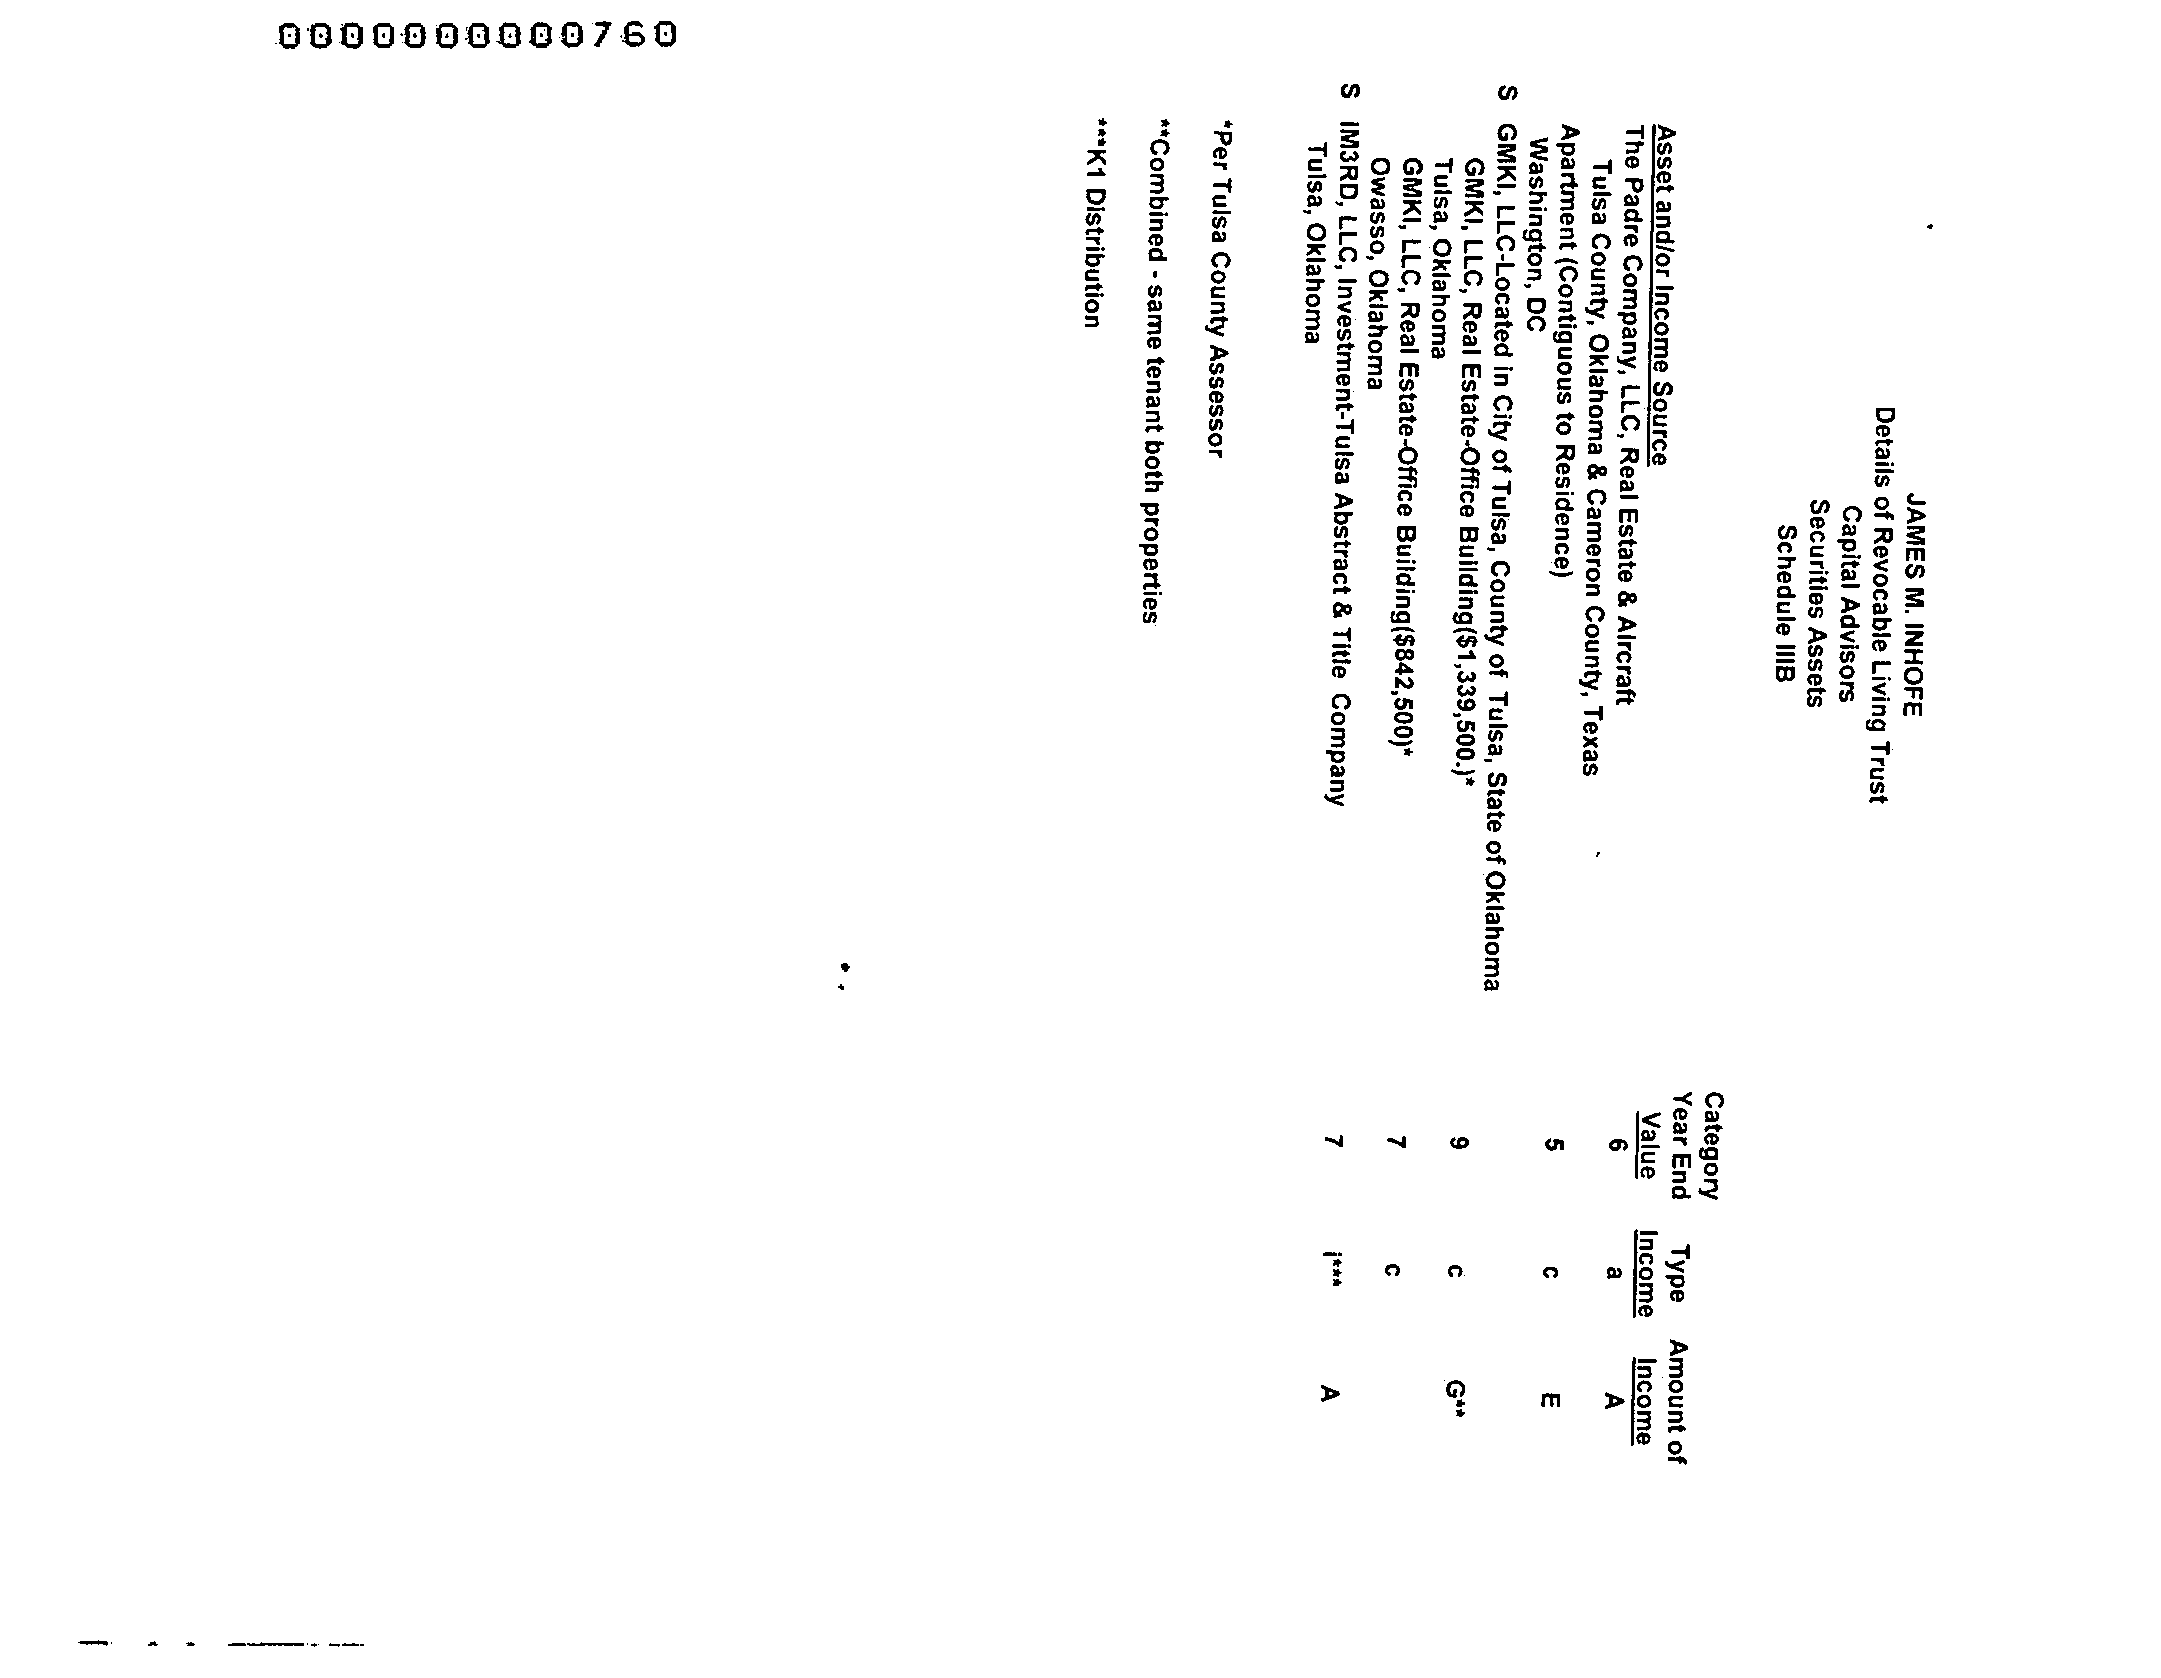 000000000760
JAMES M. INHOFE
Details of Revocable Living Trust
Capital Advisors
Securities Assets
Schedule IIIB
Category
Year End Type Amount of
Asset and/or Income Source Value Income Income
The Padre Company, LLC, Real Estate & Aircraft 6 a A
Tulsa County, Oklahoma & Cameron County, Texas
Apartment (Contiguous to Residence) 5 c E
Washington, DC
S GMKI, LLC-Located in City of Tulsa, County of Tulsa, State of Oklahoma
GMKI, LLC, Real Estate-Office Building($1,339,500.)* 9 c G**
Tulsa, Oklahoma
GMKI, LLC, Real Estate-Office Building($842,500)* 7 c
Owasso, Oklahoma
S IM3RD, LLC, Investment-Tulsa Abstract & Title Company 7 i*** A
Tulsa, Oklahoma
*Per Tulsa County Assessor
**Combined - same tenant both properties
***K1 Distribution